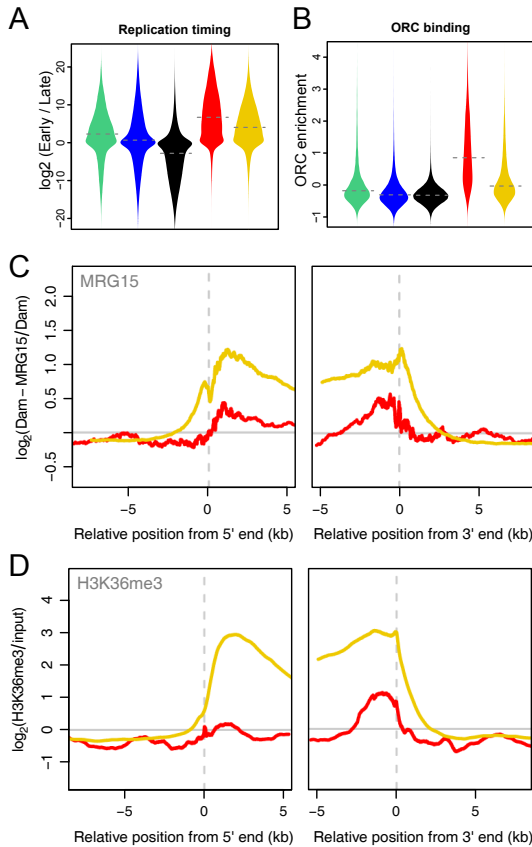 A
Replication timing
log2 (Early / Late)
20
10
0
−10
−20
B
ORC binding
ORC enrichment
4
3
2
1
0
−1
C
MRG15
log2(Dam−MRG15/Dam)
2.0
1.5
1.0
0.5
0.0
−0.5
−5 0 5
Relative position from 5' end (kb)
−5 0 5
Relative position from 3' end (kb)
D
H3K36me3
log2(H3K36me3/input)
4
3
2
1
0
−1
−5 0 5
Relative position from 5' end (kb)
−5 0 5
Relative position from 3' end (kb)